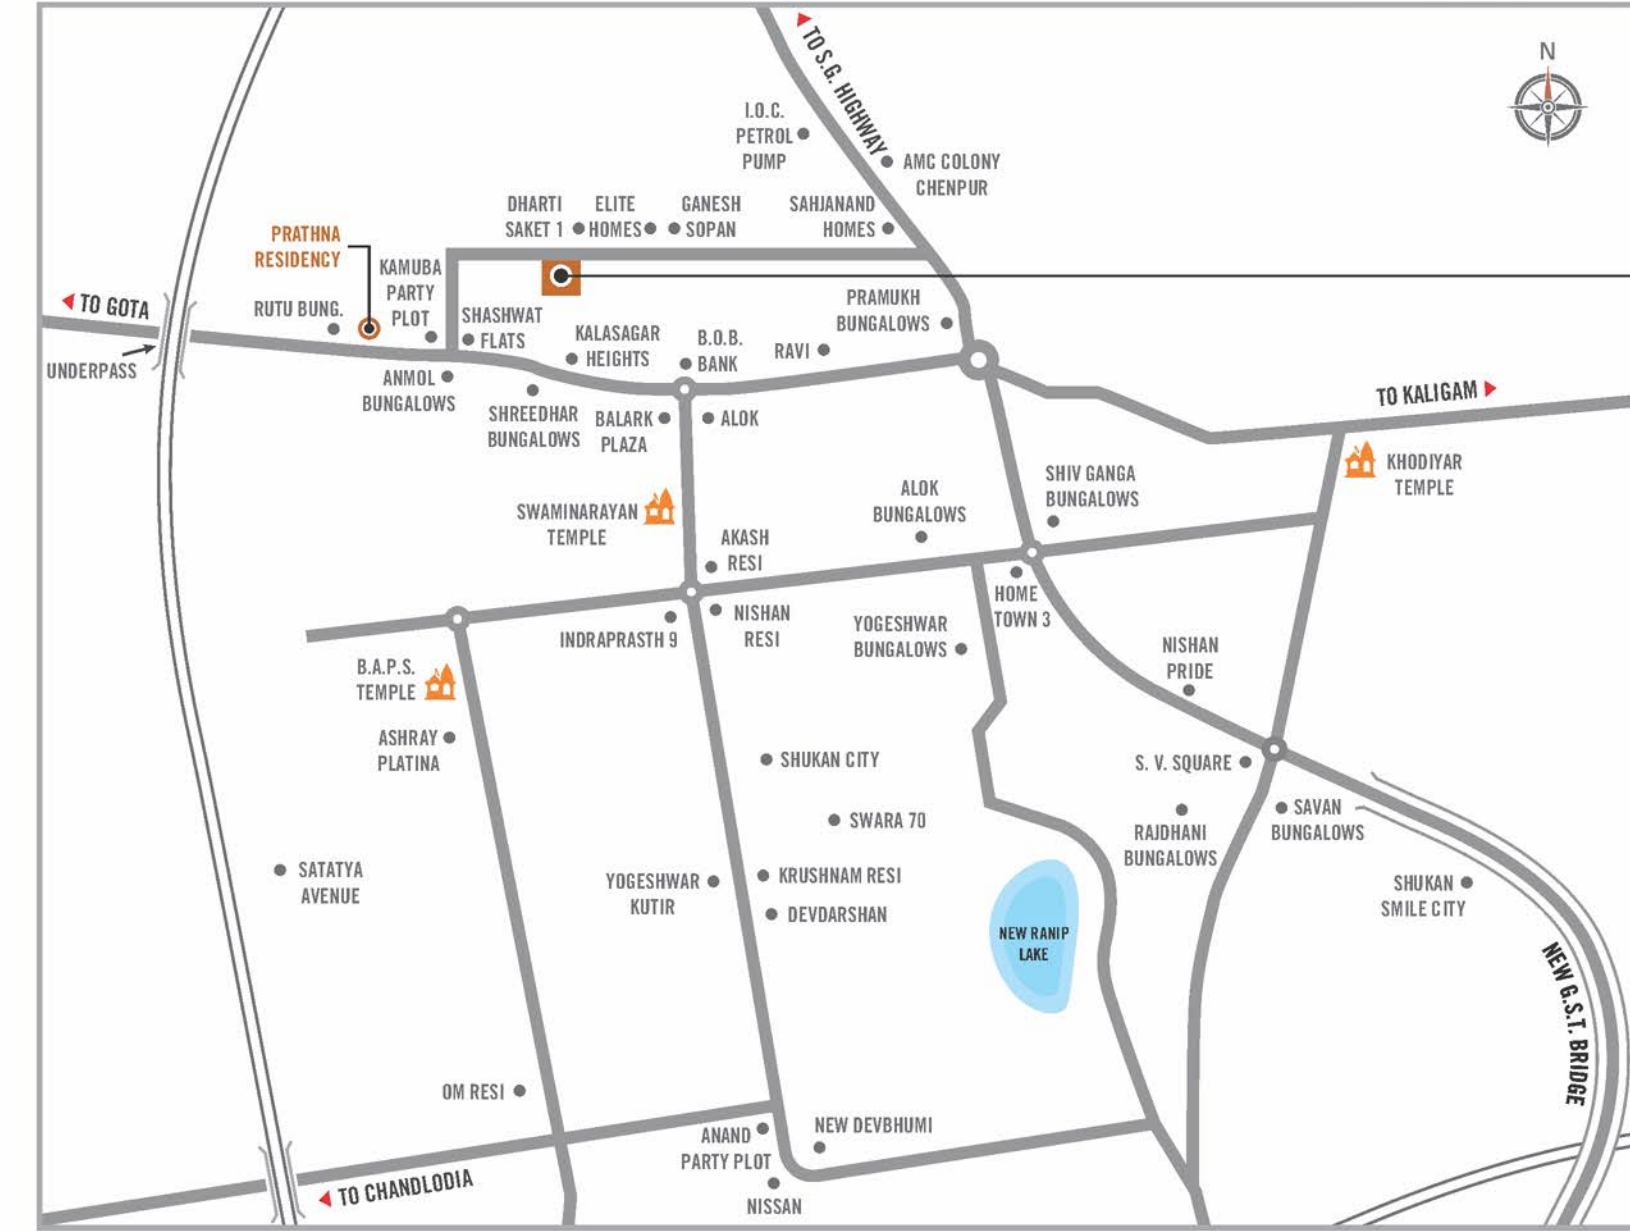 N
TO S.G. HIGHWAY
I.O.C.
PETROL
PUMP
AMC COLONY
CHENPUR
DHARTI
SAKET 1
ELITE
HOMES
GANESH
SOPAN
SAHJANAND
HOMES
PRATHNA
RESIDENCY
KAMUBA
PARTY
PLOT
TO GOTA
RUTU BUNG.
UNDERPASS
SHASHWAT
FLATS
KALASAGAR
HEIGHTS
B.O.B.
BANK
RAVI
PRAMUKH
BUNGALOWS
ANMOL
BUNGALOWS
SHREEDHAR
BUNGALOWS
BALARK
PLAZA
ALOK
TO KALIGAM
KHODIYAR
TEMPLE
SWAMINARAYAN
TEMPLE
AKASH
RESI
ALOK
BUNGALOWS
SHIV GANGA
BUNGALOWS
HOME
TOWN 3
INDRAPRASTH 9
NISHAN
RESI
YOGESHWAR
BUNGALOWS
NISHAN
PRIDE
B.A.P.S.
TEMPLE
ASHRAY
PLATINA
SHUKAN CITY
S. V. SQUARE
SWARA 70
RAJDHANI
BUNGALOWS
SAVAN
BUNGALOWS
SATATYA
AVENUE
YOGESHWAR
KUTIR
KRUSHNAM RESI
DEVDARSHAN
NEW RANIP
LAKE
SHUKAN
SMILE CITY
NEW G.S.T. BRIDGE
OM RESI
ANAND
PARTY PLOT
NEW DEVBHUMI
NISSAN
TO CHANDLODIA